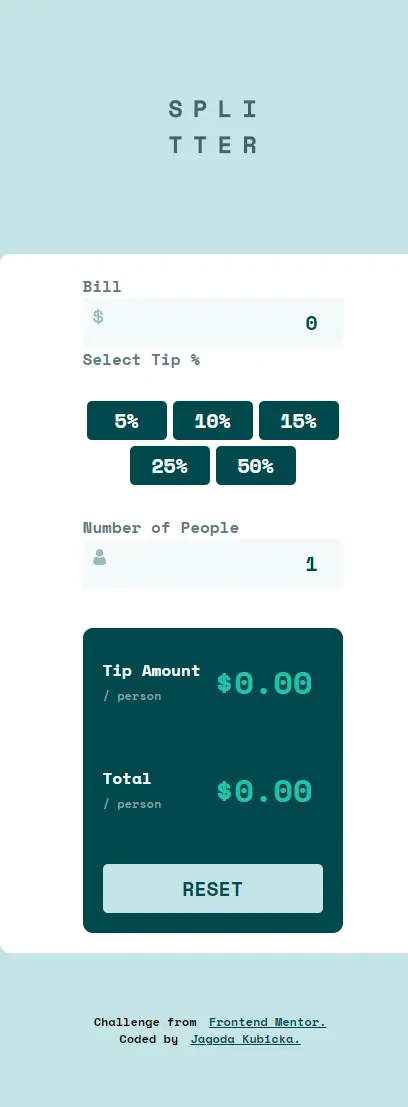 SPLI
TTER
Bill
$ 0
Select Tip %
5% 10% 15%
25% 50%
Number of People
1
Tip Amount $0.00
/ person
Total $0.00
/ person
RESET
Challenge from Frontend Mentor.
Coded by Jagoda Kubicka.